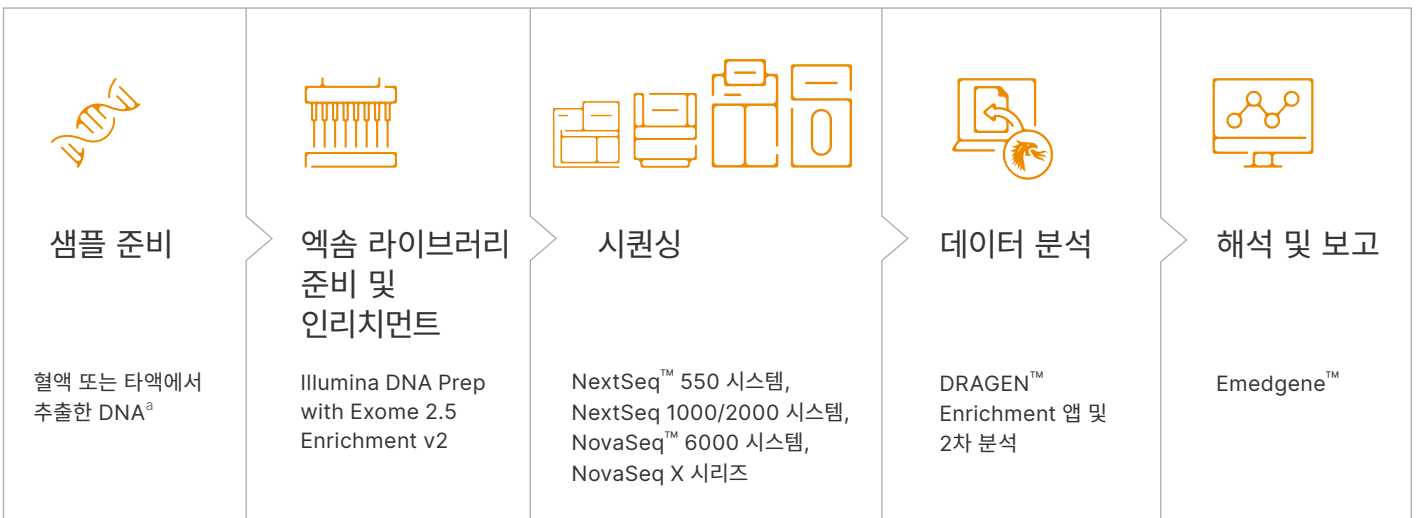 샘플 준비
혈액 또는 타액에서
추출한 DNAᵃ
엑솜 라이브러리
준비 및
인리치먼트
Illumina DNA Prep
with Exome 2.5
Enrichment v2
시퀀싱
NextSeq™ 550 시스템,
NextSeq 1000/2000 시스템,
NovaSeq™ 6000 시스템,
NovaSeq X 시리즈
데이터 분석
DRAGEN™
Enrichment 앱 및
2차 분석
해석 및 보고
Emedgene™